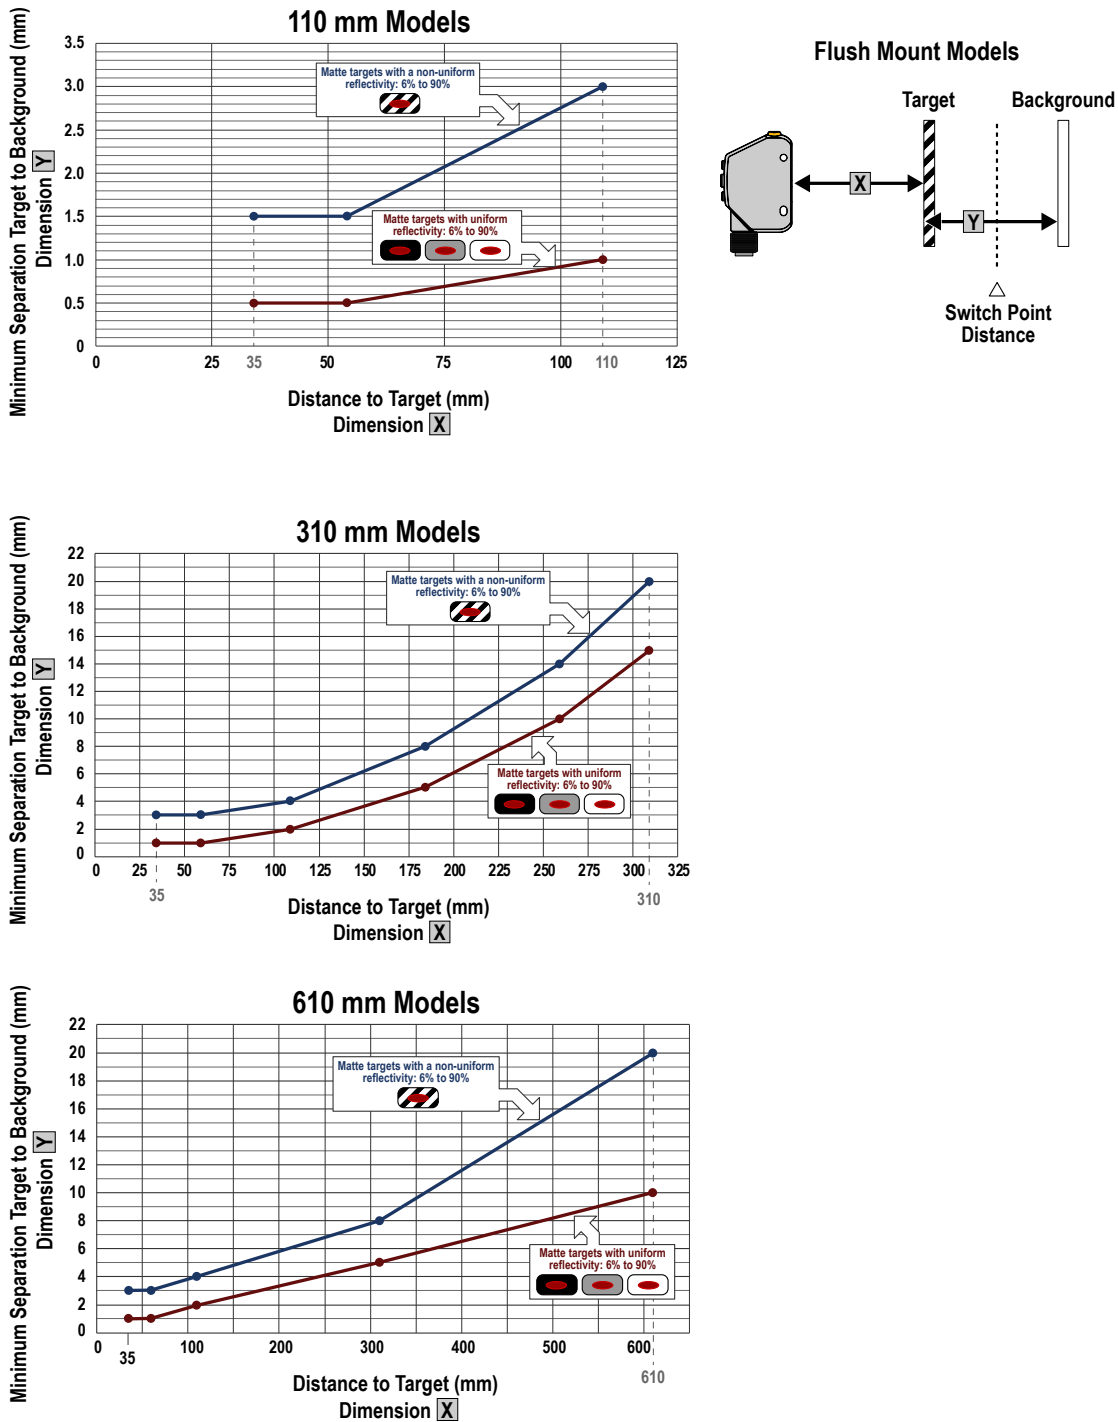 110 mm Models
Minimum Separation Target to Background (mm)
Dimension Y
3.5
3.0
2.5
2.0
1.5
1.0
0.5
0
Matte targets with a non-uniform
reflectivity: 6% to 90%
Matte targets with uniform
reflectivity: 6% to 90%
0 25 35 50 75 100 110 125
Distance to Target (mm)
Dimension X
Flush Mount Models
Target Background
X
Y
Switch Point
Distance
310 mm Models
Minimum Separation Target to Background (mm)
Dimension Y
22
20
18
16
14
12
10
8
6
4
2
0
Matte targets with a non-uniform
reflectivity: 6% to 90%
Matte targets with uniform
reflectivity: 6% to 90%
0 25 50 75 100 125 150 175 200 225 250 275 300 325
35 310
Distance to Target (mm)
Dimension X
610 mm Models
Minimum Separation Target to Background (mm)
Dimension Y
22
20
18
16
14
12
10
8
6
4
2
0
Matte targets with a non-uniform
reflectivity: 6% to 90%
Matte targets with uniform
reflectivity: 6% to 90%
0 100 200 300 400 500 600
35 610
Distance to Target (mm)
Dimension X